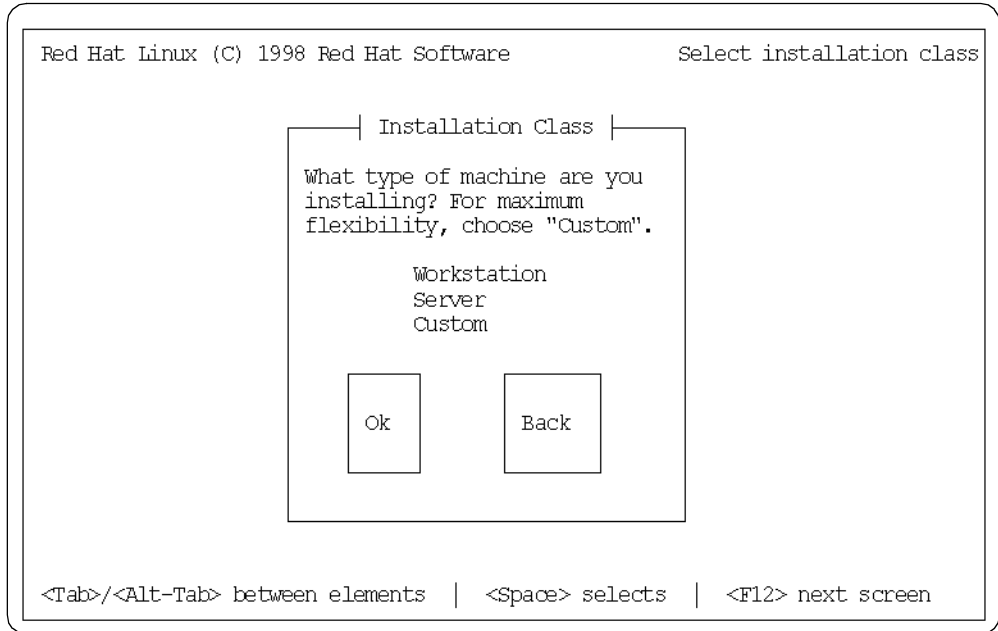 Red Hat Linux (C) 1998 Red Hat Software Select installation class
Installation Class
What type of machine are you
installing? For maximum
flexibility, choose "Custom".
Workstation
Server
Custom
Ok Back
<Tab>/<Alt-Tab> between elements | <Space> selects | <F12> next screen